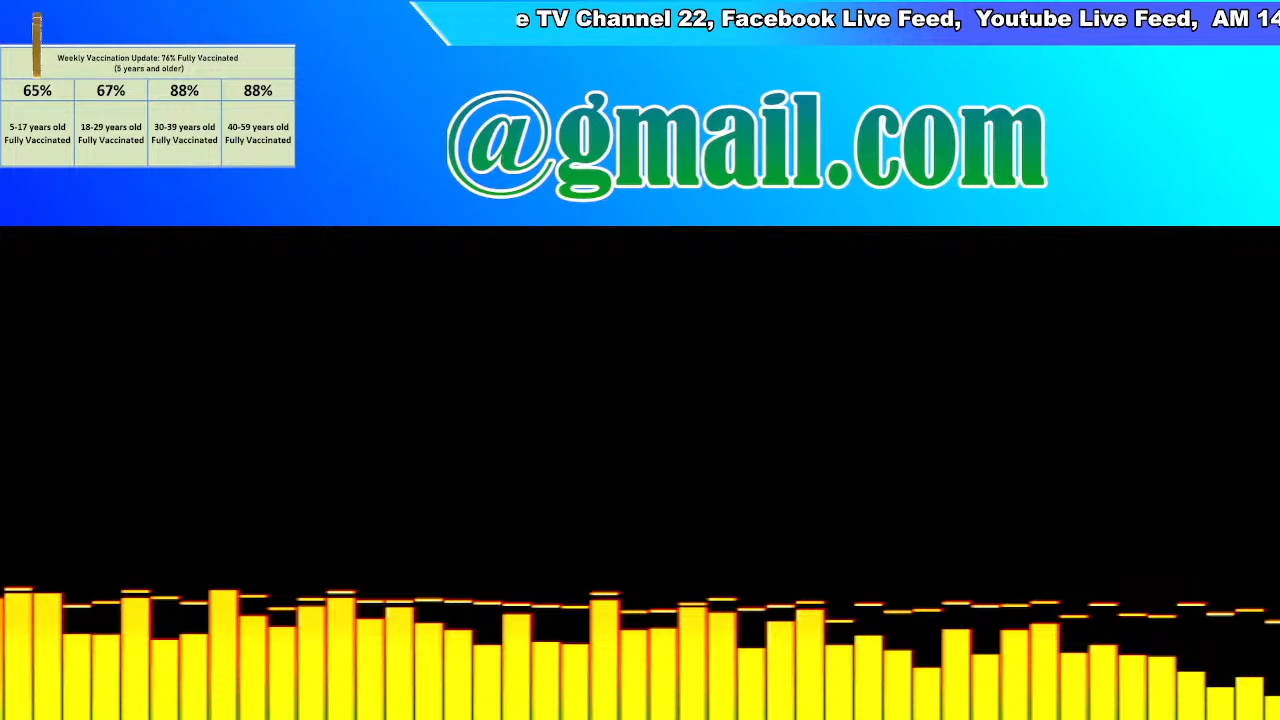 e TV Channel 22, Facebook Live Feed, Youtube Live Feed, AM 14
Weekly Vaccination Update: 76% Fully Vaccinated
(5 years and older)
65% 67% 88% 88%
5-17 years old 18-29 years old 30-39 years old 40-59 years old
Fully Vaccinated Fully Vaccinated Fully Vaccinated Fully Vaccinated
@gmail.com